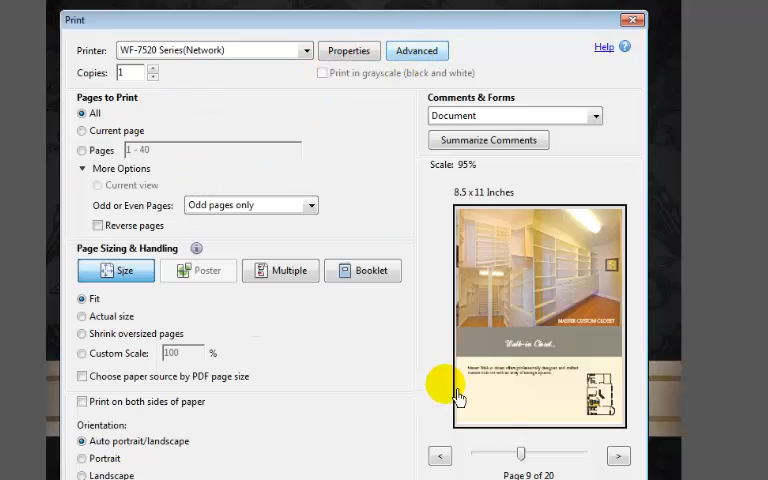 Print
Printer: WF-7520 Series(Network) Properties Advanced Help
Copies: 1 Print in grayscale (black and white)
Pages to Print
All
Current page
Pages 1 - 40
More Options
Current view
Odd or Even Pages: Odd pages only
Reverse pages
Page Sizing & Handling
Size Poster Multiple Booklet
Fit
Actual size
Shrink oversized pages
Custom Scale: 100 %
Choose paper source by PDF page size
Print on both sides of paper
Orientation:
Auto portrait/landscape
Portrait
Landscape
Comments & Forms
Document
Summarize Comments
Scale: 95%
8.5 x 11 Inches
MASTER CUSTOM CLOSET
Walk-in Closet...
< >
Page 9 of 20